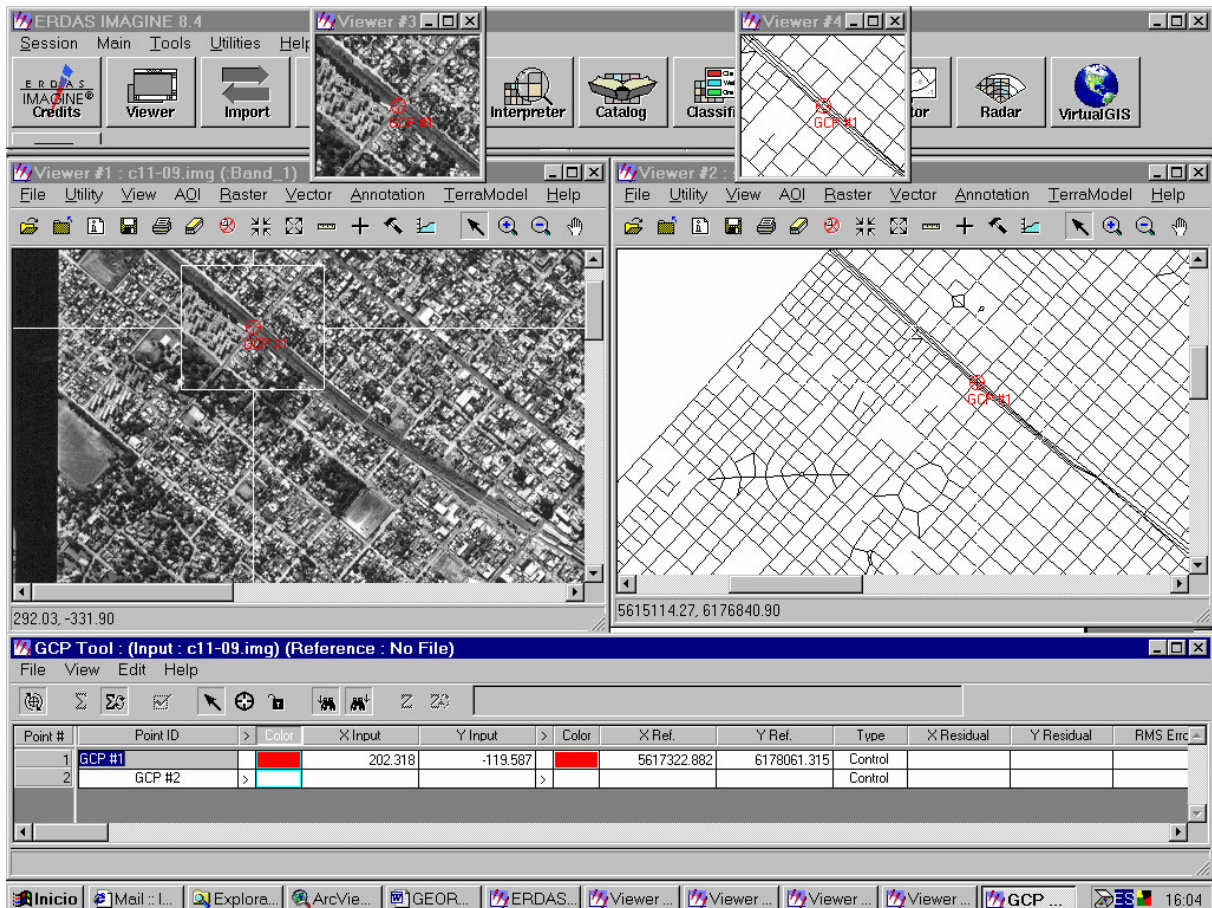 ERDAS IMAGINE 8.4
Session Main Tools Utilities Help
ERDAS
IMAGINE®
Credits
Viewer
Import
Interpreter
Catalog
Radar
VirtualGIS
Viewer #3
GCP #1
Viewer #4
GCP #1
Viewer #1 : c11-09.img (:Band_1)
File Utility View AOI Raster Vector Annotation TerraModel Help
GCP #1
292.03, -331.90
Viewer #2 :
File Utility View AOI Raster Vector Annotation TerraModel Help
GCP #1
5615114.27, 6176840.90
GCP Tool : (Input : c11-09.img) (Reference : No File)
File View Edit Help
Point # Point ID > Color X Input Y Input > Color X Ref. Y Ref. Type X Residual Y Residual RMS Erro
1 GCP #1 202.318 -119.587 5617322.882 6178061.315 Control
2 GCP #2 > > Control
Inicio Mail :: I... Explora... ArcVie... GEOR... ERDAS... Viewer ... Viewer ... Viewer ... Viewer ... GCP ... ES 16:04